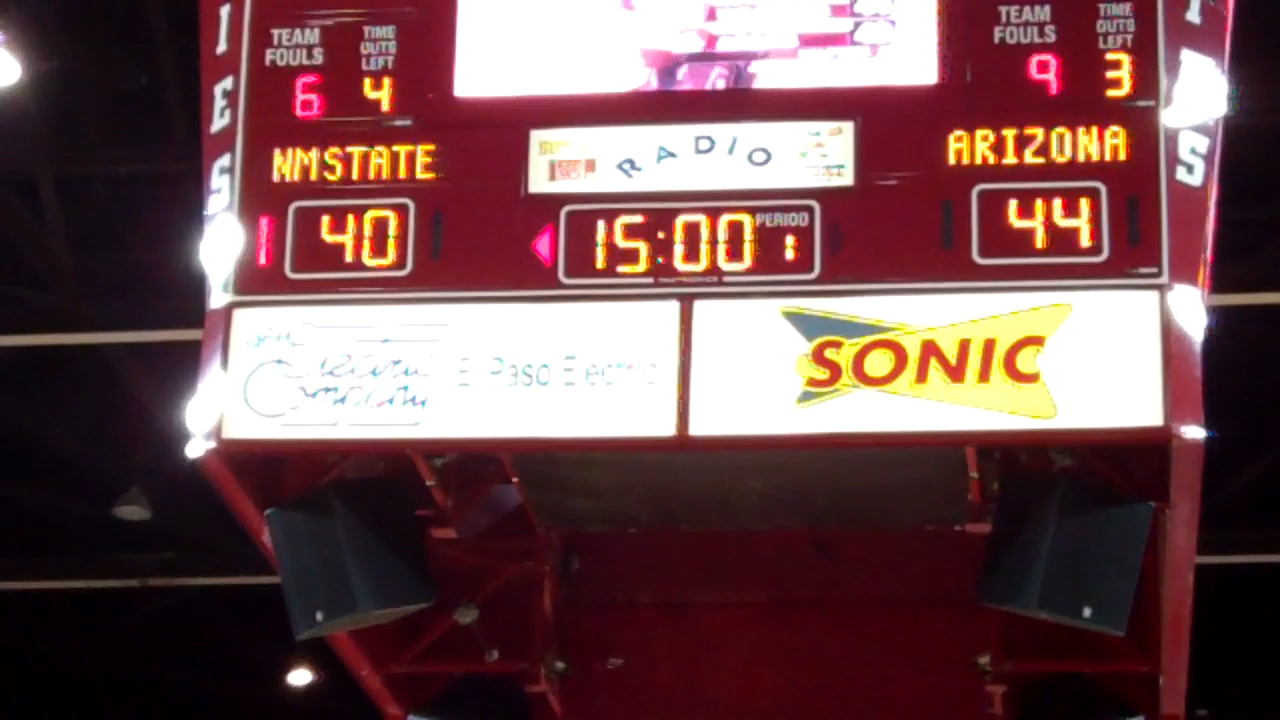 I
E
S
TEAM
FOULS
TIME
OUTS
LEFT
6 4
TEAM
FOULS
TIME
OUTS
LEFT
9 3
I
S
NMSTATE
RADIO
ARIZONA
40
15:00
PERIOD
1
44
El Paso Electric
SONIC